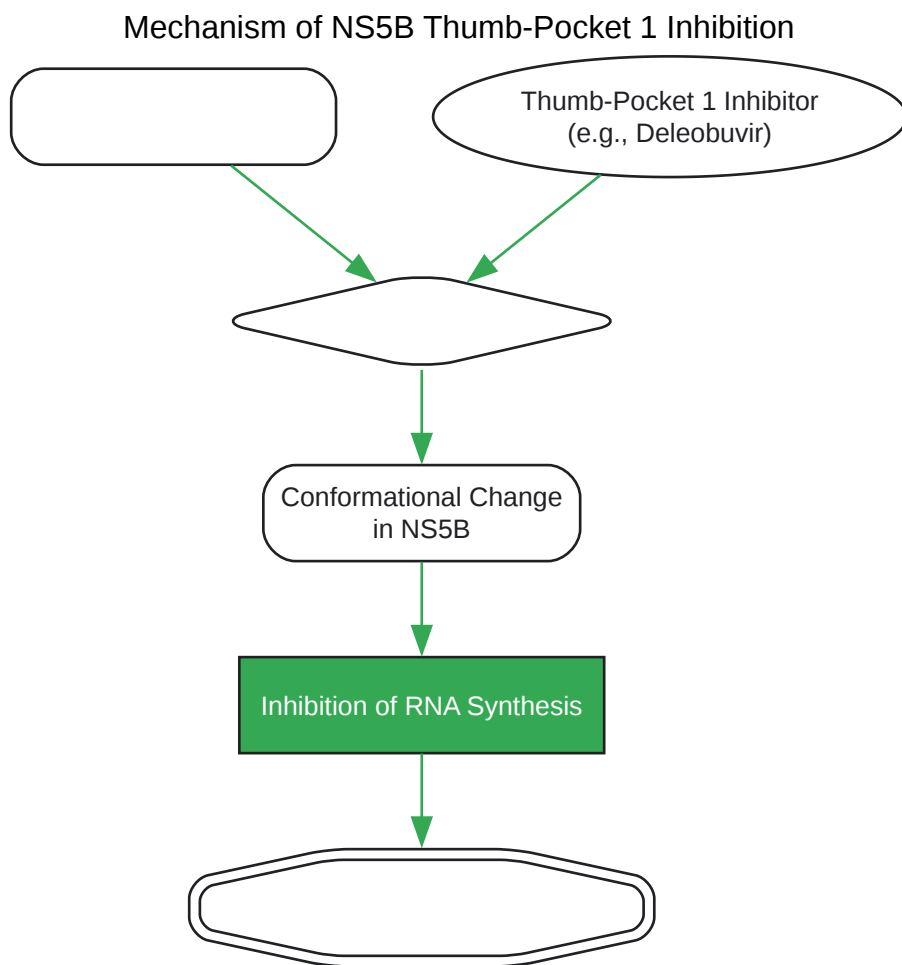 Mechanism of NS5B Thumb-Pocket 1 Inhibition
Thumb-Pocket 1 Inhibitor
(e.g., Deleobuvir)
Conformational Change
in NS5B
Inhibition of RNA Synthesis